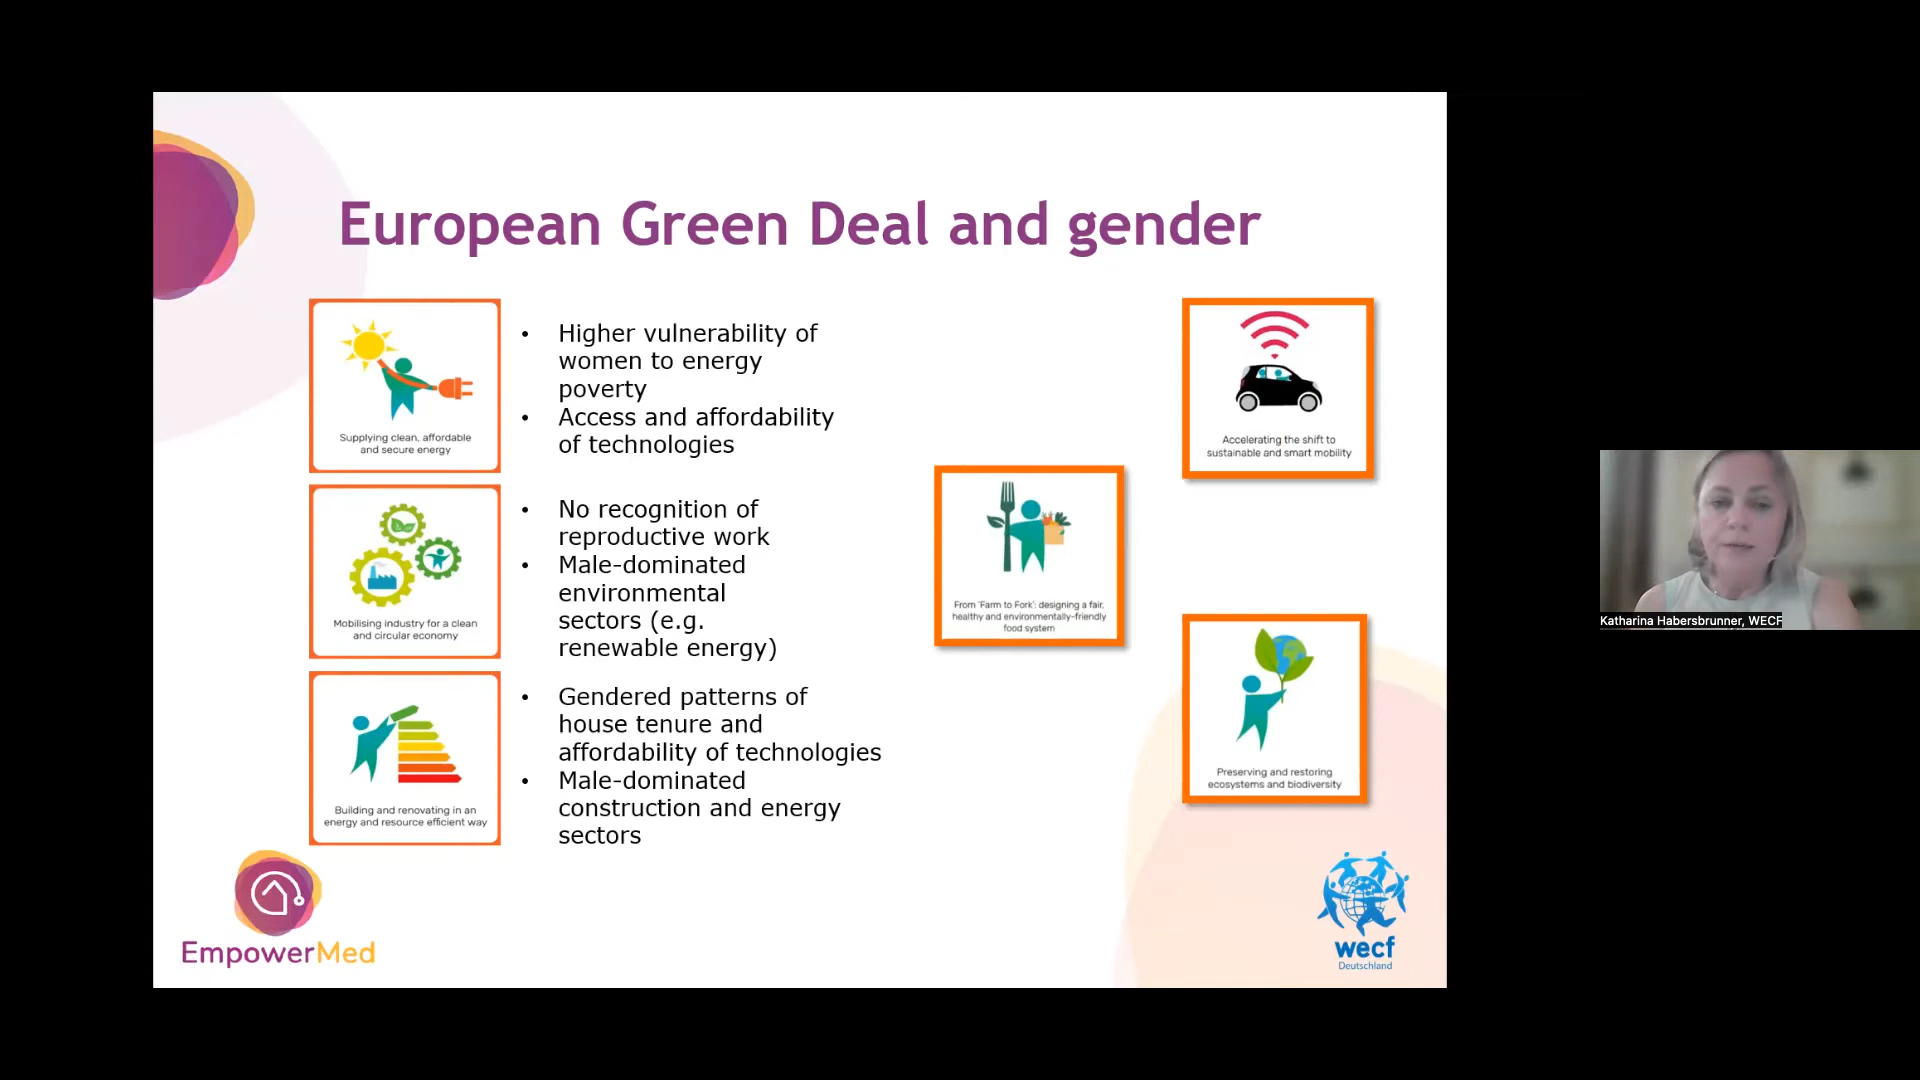 European Green Deal and gender
Supplying clean, affordable
and secure energy
• Higher vulnerability of
women to energy
poverty
• Access and affordability
of technologies
Mobilising industry for a clean
and circular economy
• No recognition of
reproductive work
• Male-dominated
environmental
sectors (e.g.
renewable energy)
Building and renovating in an
energy and resource efficient way
• Gendered patterns of
house tenure and
affordability of technologies
• Male-dominated
construction and energy
sectors
From 'Farm to Fork': designing a fair,
healthy and environmentally-friendly
food system
Accelerating the shift to
sustainable and smart mobility
Preserving and restoring
ecosystems and biodiversity
EmpowerMed
wecf
Deutschland
Katharina Habersbrunner, WECF